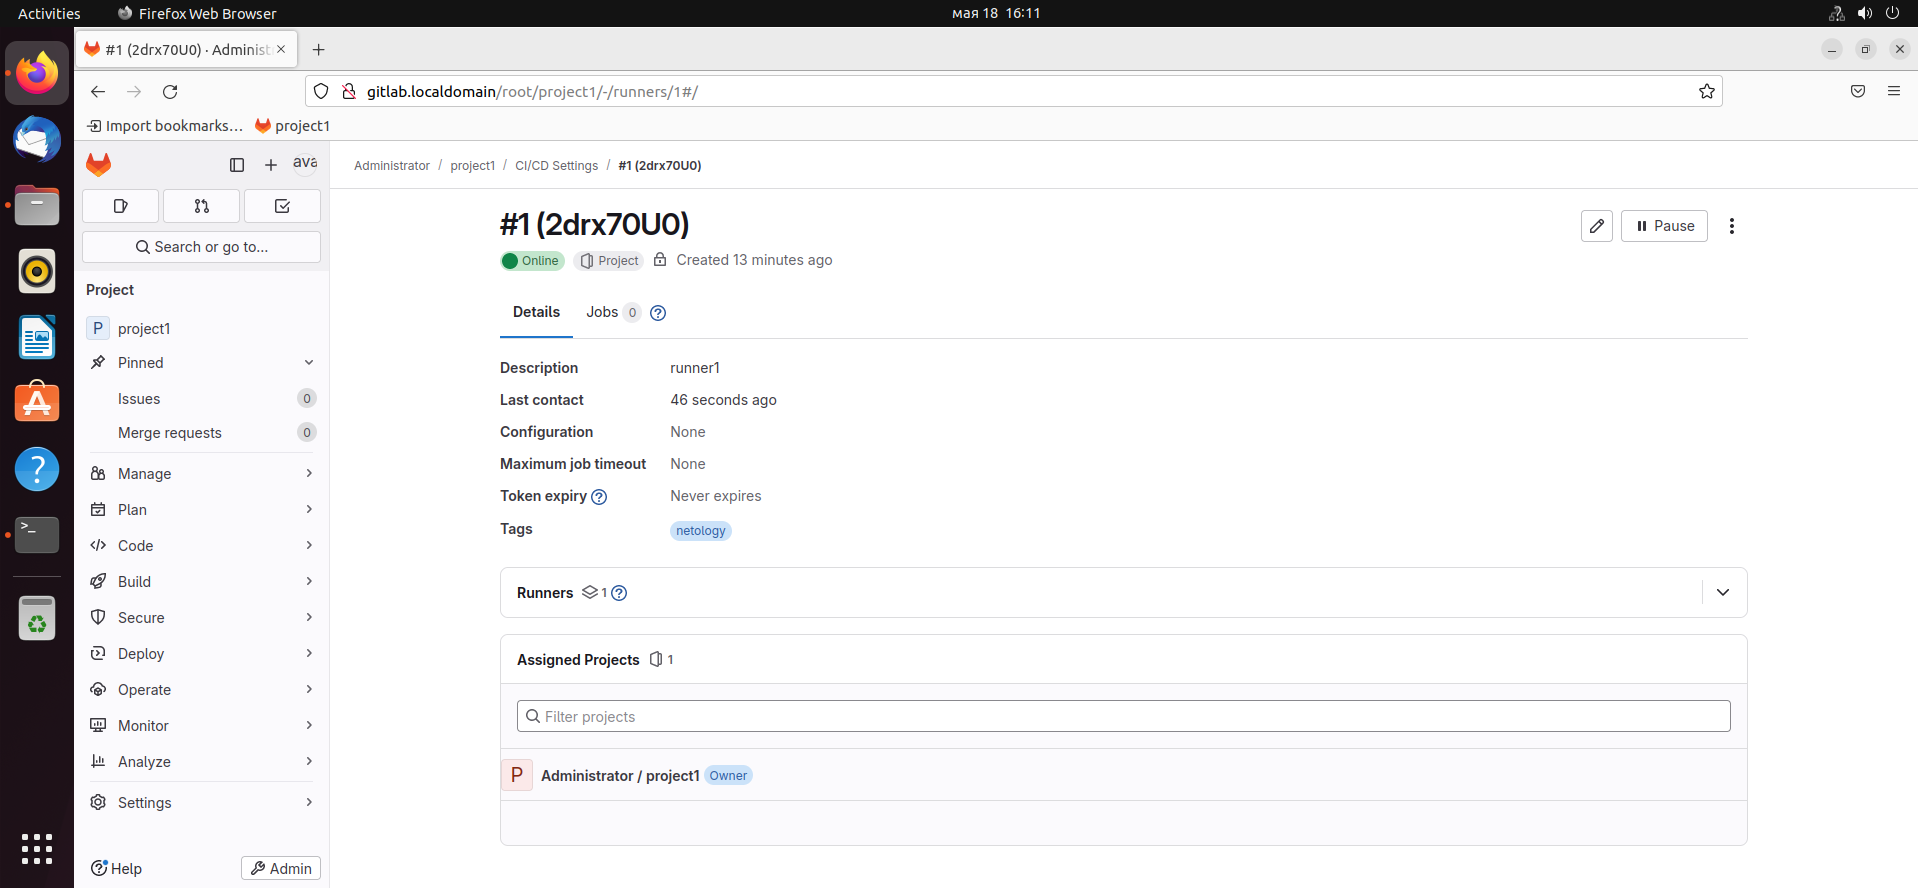 Activities
Firefox Web Browser
мая 18 16:11
#1 (2drx70U0) · Administ
gitlab.localdomain/root/project1/-/runners/1#/
Import bookmarks...
project1
ava
Administrator / project1 / CI/CD Settings / #1 (2drx70U0)
Search or go to...
Project
P project1
Pinned
Issues 0
Merge requests 0
Manage
Plan
Code
Build
Secure
Deploy
Operate
Monitor
Analyze
Settings
Help
Admin
#1 (2drx70U0)
Pause
Online
Project
Created 13 minutes ago
Details
Jobs 0
Description runner1
Last contact 46 seconds ago
Configuration None
Maximum job timeout None
Token expiry Never expires
Tags netology
Runners 1
Assigned Projects 1
Filter projects
P Administrator / project1 Owner